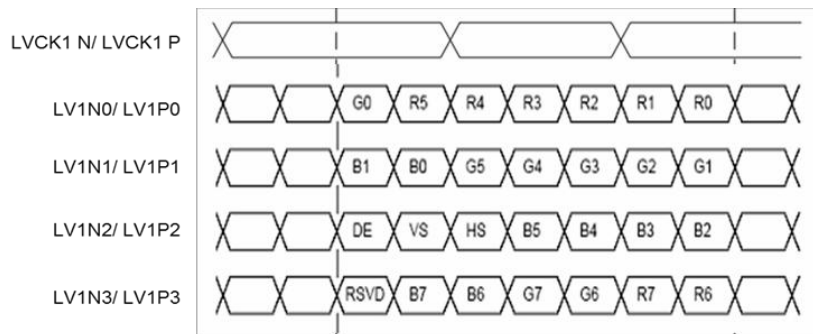 LVCK1 N/ LVCK1 P
LV1N0/ LV1P0 G0 R5 R4 R3 R2 R1 R0
LV1N1/ LV1P1 B1 B0 G5 G4 G3 G2 G1
LV1N2/ LV1P2 DE VS HS B5 B4 B3 B2
LV1N3/ LV1P3 RSVD B7 B6 G7 G6 R7 R6